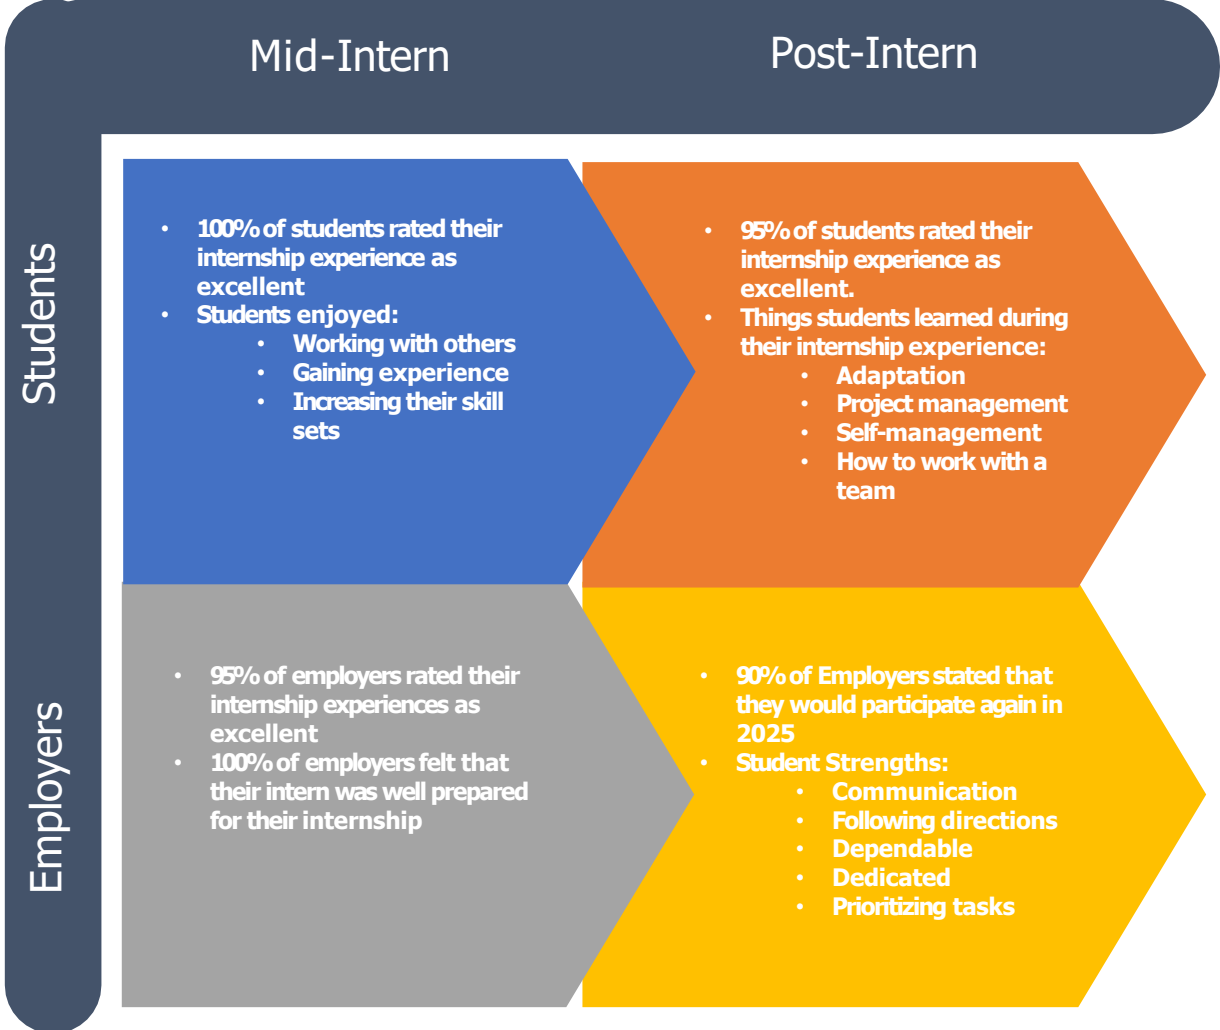 Mid-Intern
Post-Intern
Students
• 100% of students rated their
internship experience as
excellent
• Students enjoyed:
• Working with others
• Gaining experience
• Increasing their skill
sets
• 95% of students rated their
internship experience as
excellent.
• Things students learned during
their internship experience:
• Adaptation
• Project management
• Self-management
• How to work with a
team
Employers
• 95% of employers rated their
internship experiences as
excellent
• 100% of employers felt that
their intern was well prepared
for their internship
• 90% of Employers stated that
they would participate again in
2025
• Student Strengths:
• Communication
• Following directions
• Dependable
• Dedicated
• Prioritizing tasks